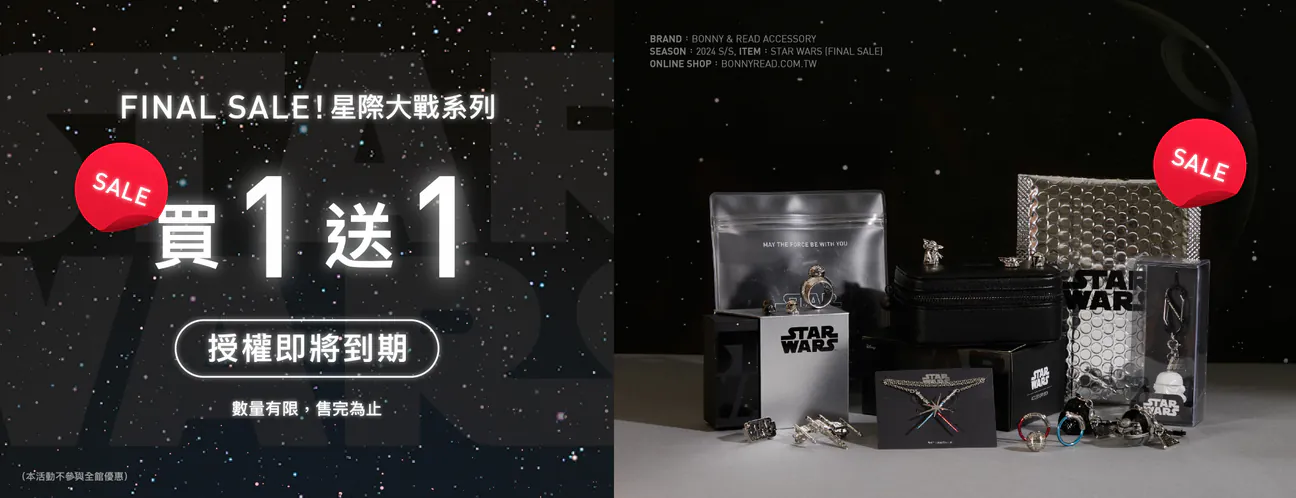 FINAL SALE!星際大戰系列
SALE
買1送1
授權即將到期
數量有限，售完為止
(本活動不參與全館優惠)
BRAND：BONNY & READ ACCESSORY
SEASON：2024 S/S, ITEM：STAR WARS [FINAL SALE]
ONLINE SHOP：BONNYREAD.COM.TW
SALE
MAY THE FORCE BE WITH YOU
STAR
WARS
STAR
WARS
STAR
WARS
STAR
WARS
STAR
WARS
STAR
WARS